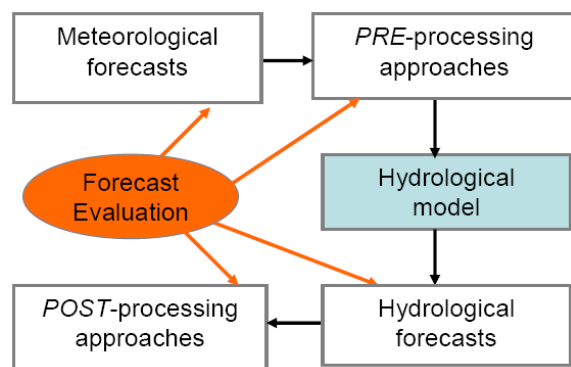 Meteorological
forecasts
PRE-processing
approaches
Forecast
Evaluation
Hydrological
model
POST-processing
approaches
Hydrological
forecasts